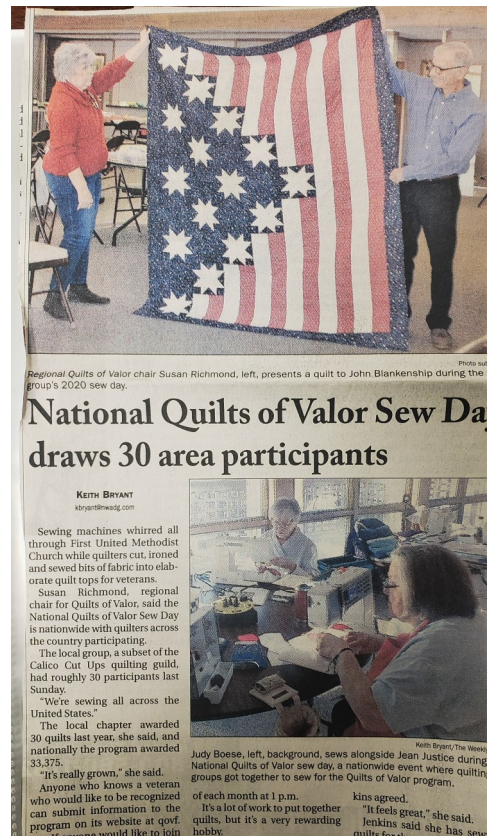 Photo
Regional Quilts of Valor chair Susan Richmond, left, presents a quilt to John Blankenship during the
group's 2020 sew day.
National Quilts of Valor Sew
draws 30 area participants
KEITH BRYANT
kbryant@nwadg.com
Sewing machines whirred all
through First United Methodist
Church while quilters cut, ironed
and sewed bits of fabric into elab-
orate quilt tops for veterans.
Susan Richmond, regional
chair for Quilts of Valor, said the
National Quilts of Valor Sew Day
is nationwide with quilters across
the country participating.
The local group, a subset of the
Calico Cut Ups quilting guild,
had roughly 30 participants last
Sunday.
"We're sewing all across the
United States."
The local chapter awarded
30 quilts last year, she said, and
nationally the program awarded
33,375.
"It's really grown," she said.
Anyone who knows a veteran
who would like to be recognized
can submit information to the
program on its website at qovf.
would like to join
Keith Bryant/The
Judy Boese, left, background, sews alongside Jean Justice during
National Quilts of Valor sew day, a nationwide event where
groups got together to sew for the Quilts of Valor program.
of each month at 1 p.m.
It's a lot of work to put together
quilts, but it's a very rewarding
hobby.
kins agreed.
"It feels great," she said.
Jenkins said she has